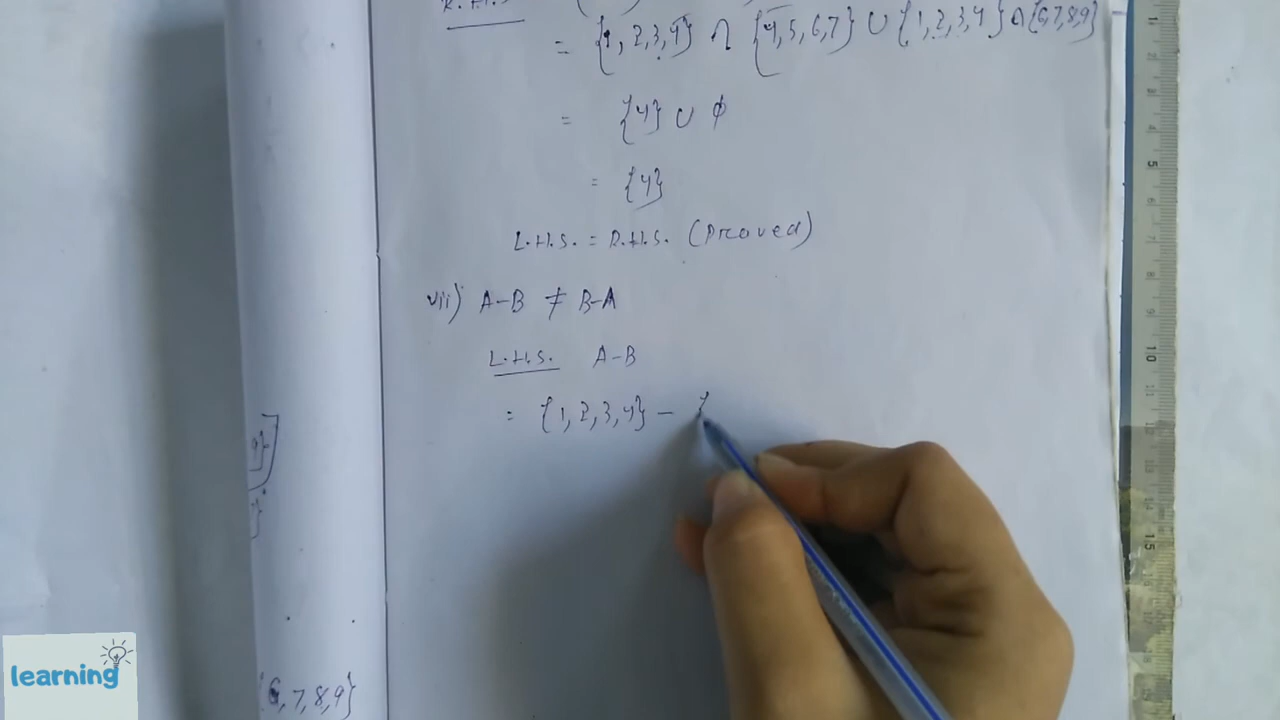 R.H.S
= {1, 2,3,4} ∩ {4,5,6,7} ∪ {1,2,3,4} ∩ {6,7,8,9}
= {4} ∪ ϕ
= {4}
L.H.S. = R.H.S. (Proved)
vii) A-B ≠ B-A
L.H.S. A-B
= {1,2,3,4} - {
6, 7, 8, 9}
learning